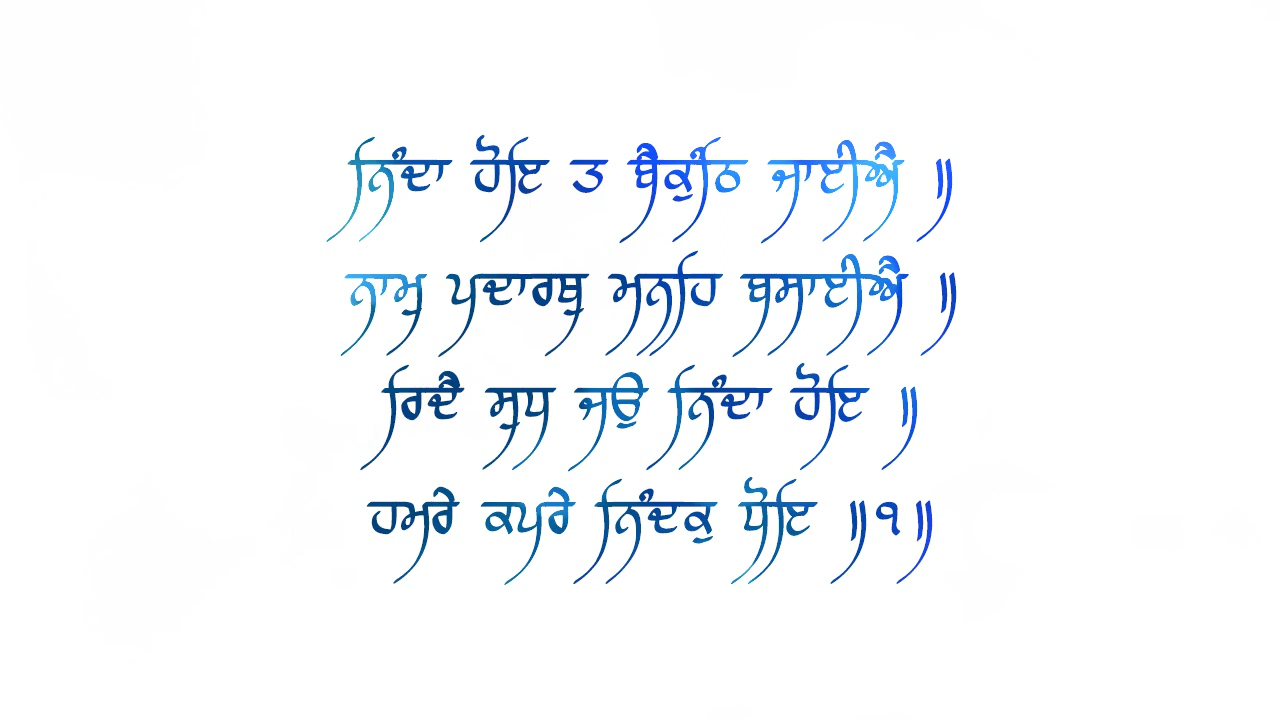 ਨਿੰਦਾ ਹੋਇ ਤ ਬੈਕੁੰਠਿ ਜਾਈਐ ॥
ਨਾਮੁ ਪਦਾਰਥੁ ਮਨਹਿ ਬਸਾਈਐ ॥
ਰਿਦੈ ਸੁਧ ਜਉ ਨਿੰਦਾ ਹੋਇ ॥
ਹਮਰੇ ਕਪਰੇ ਨਿੰਦਕੁ ਧੋਇ ॥੧॥